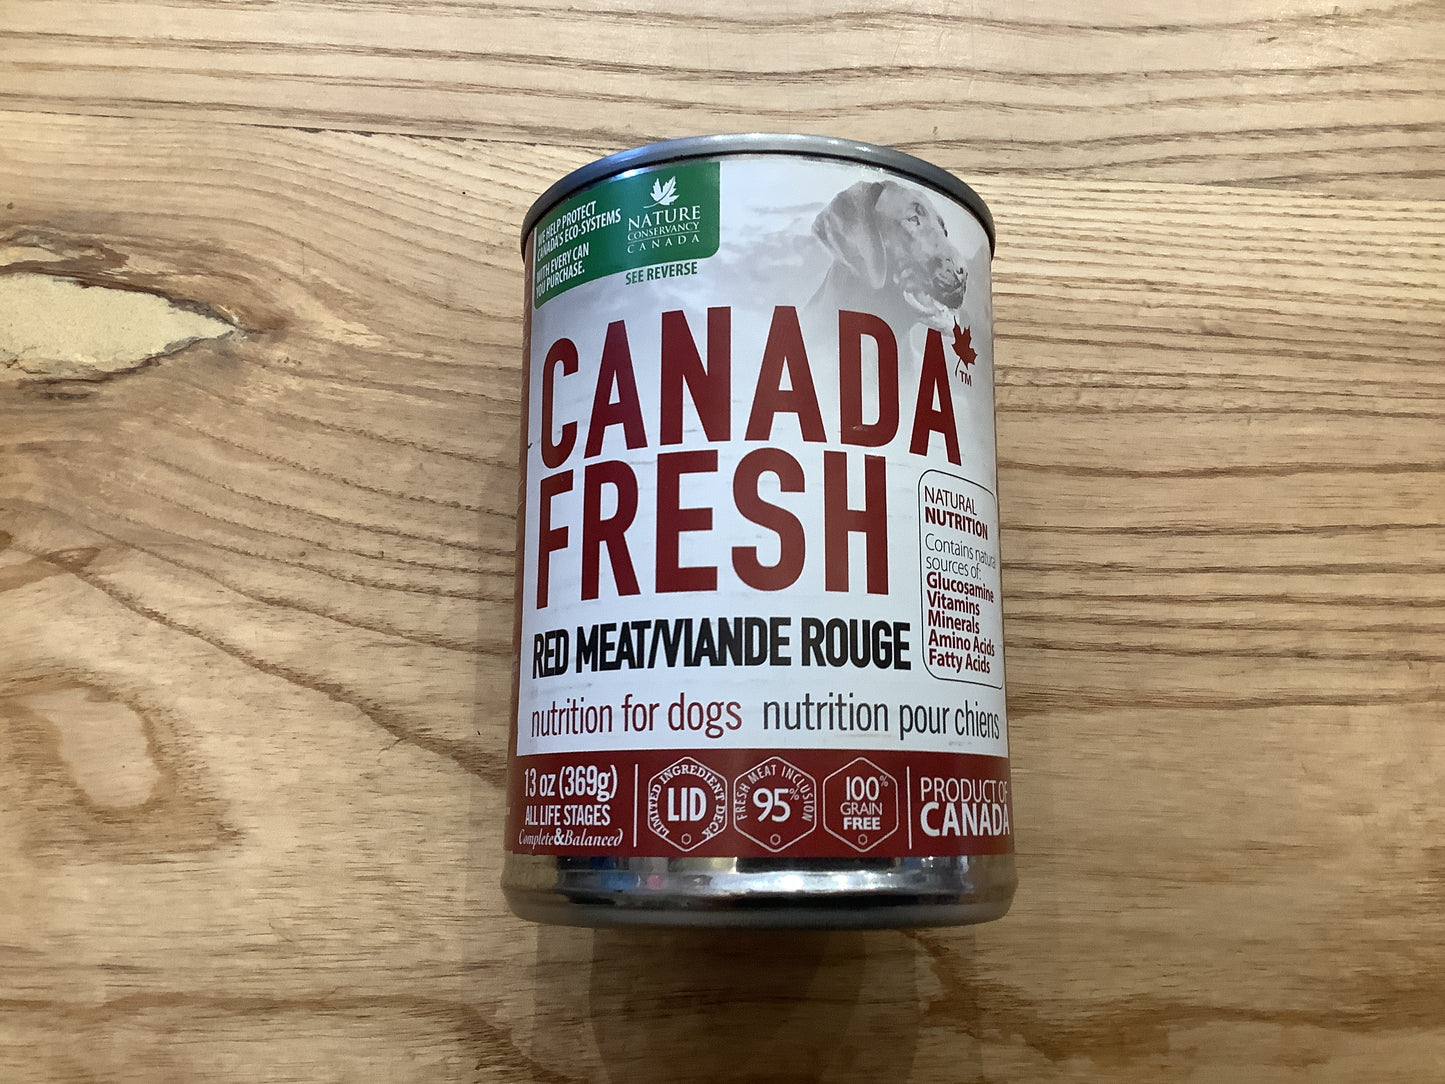 WE HELP PROTECT
CANADA'S ECO-SYSTEMS
WITH EVERY CAN
YOU PURCHASE.
NATURE
CONSERVANCY
CANADA
SEE REVERSE
CANADA
TM
FRESH
RED MEAT/VIANDE ROUGE
nutrition for dogs nutrition pour chiens
NATURAL
NUTRITION
Contains natural
sources of:
Glucosamine
Vitamins
Minerals
Amino Acids
Fatty Acids
13 oz (369g)
ALL LIFE STAGES
Complete&Balanced
LIMITED INGREDIENT DECK
LID
FRESH MEAT INCLUSION
95%
100%
GRAIN
FREE
PRODUCT OF
CANADA